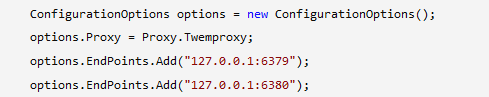 ConfigurationOptions options = new ConfigurationOptions();
options.Proxy = Proxy.Twemproxy;
options.EndPoints.Add("127.0.0.1:6379");
options.EndPoints.Add("127.0.0.1:6380");